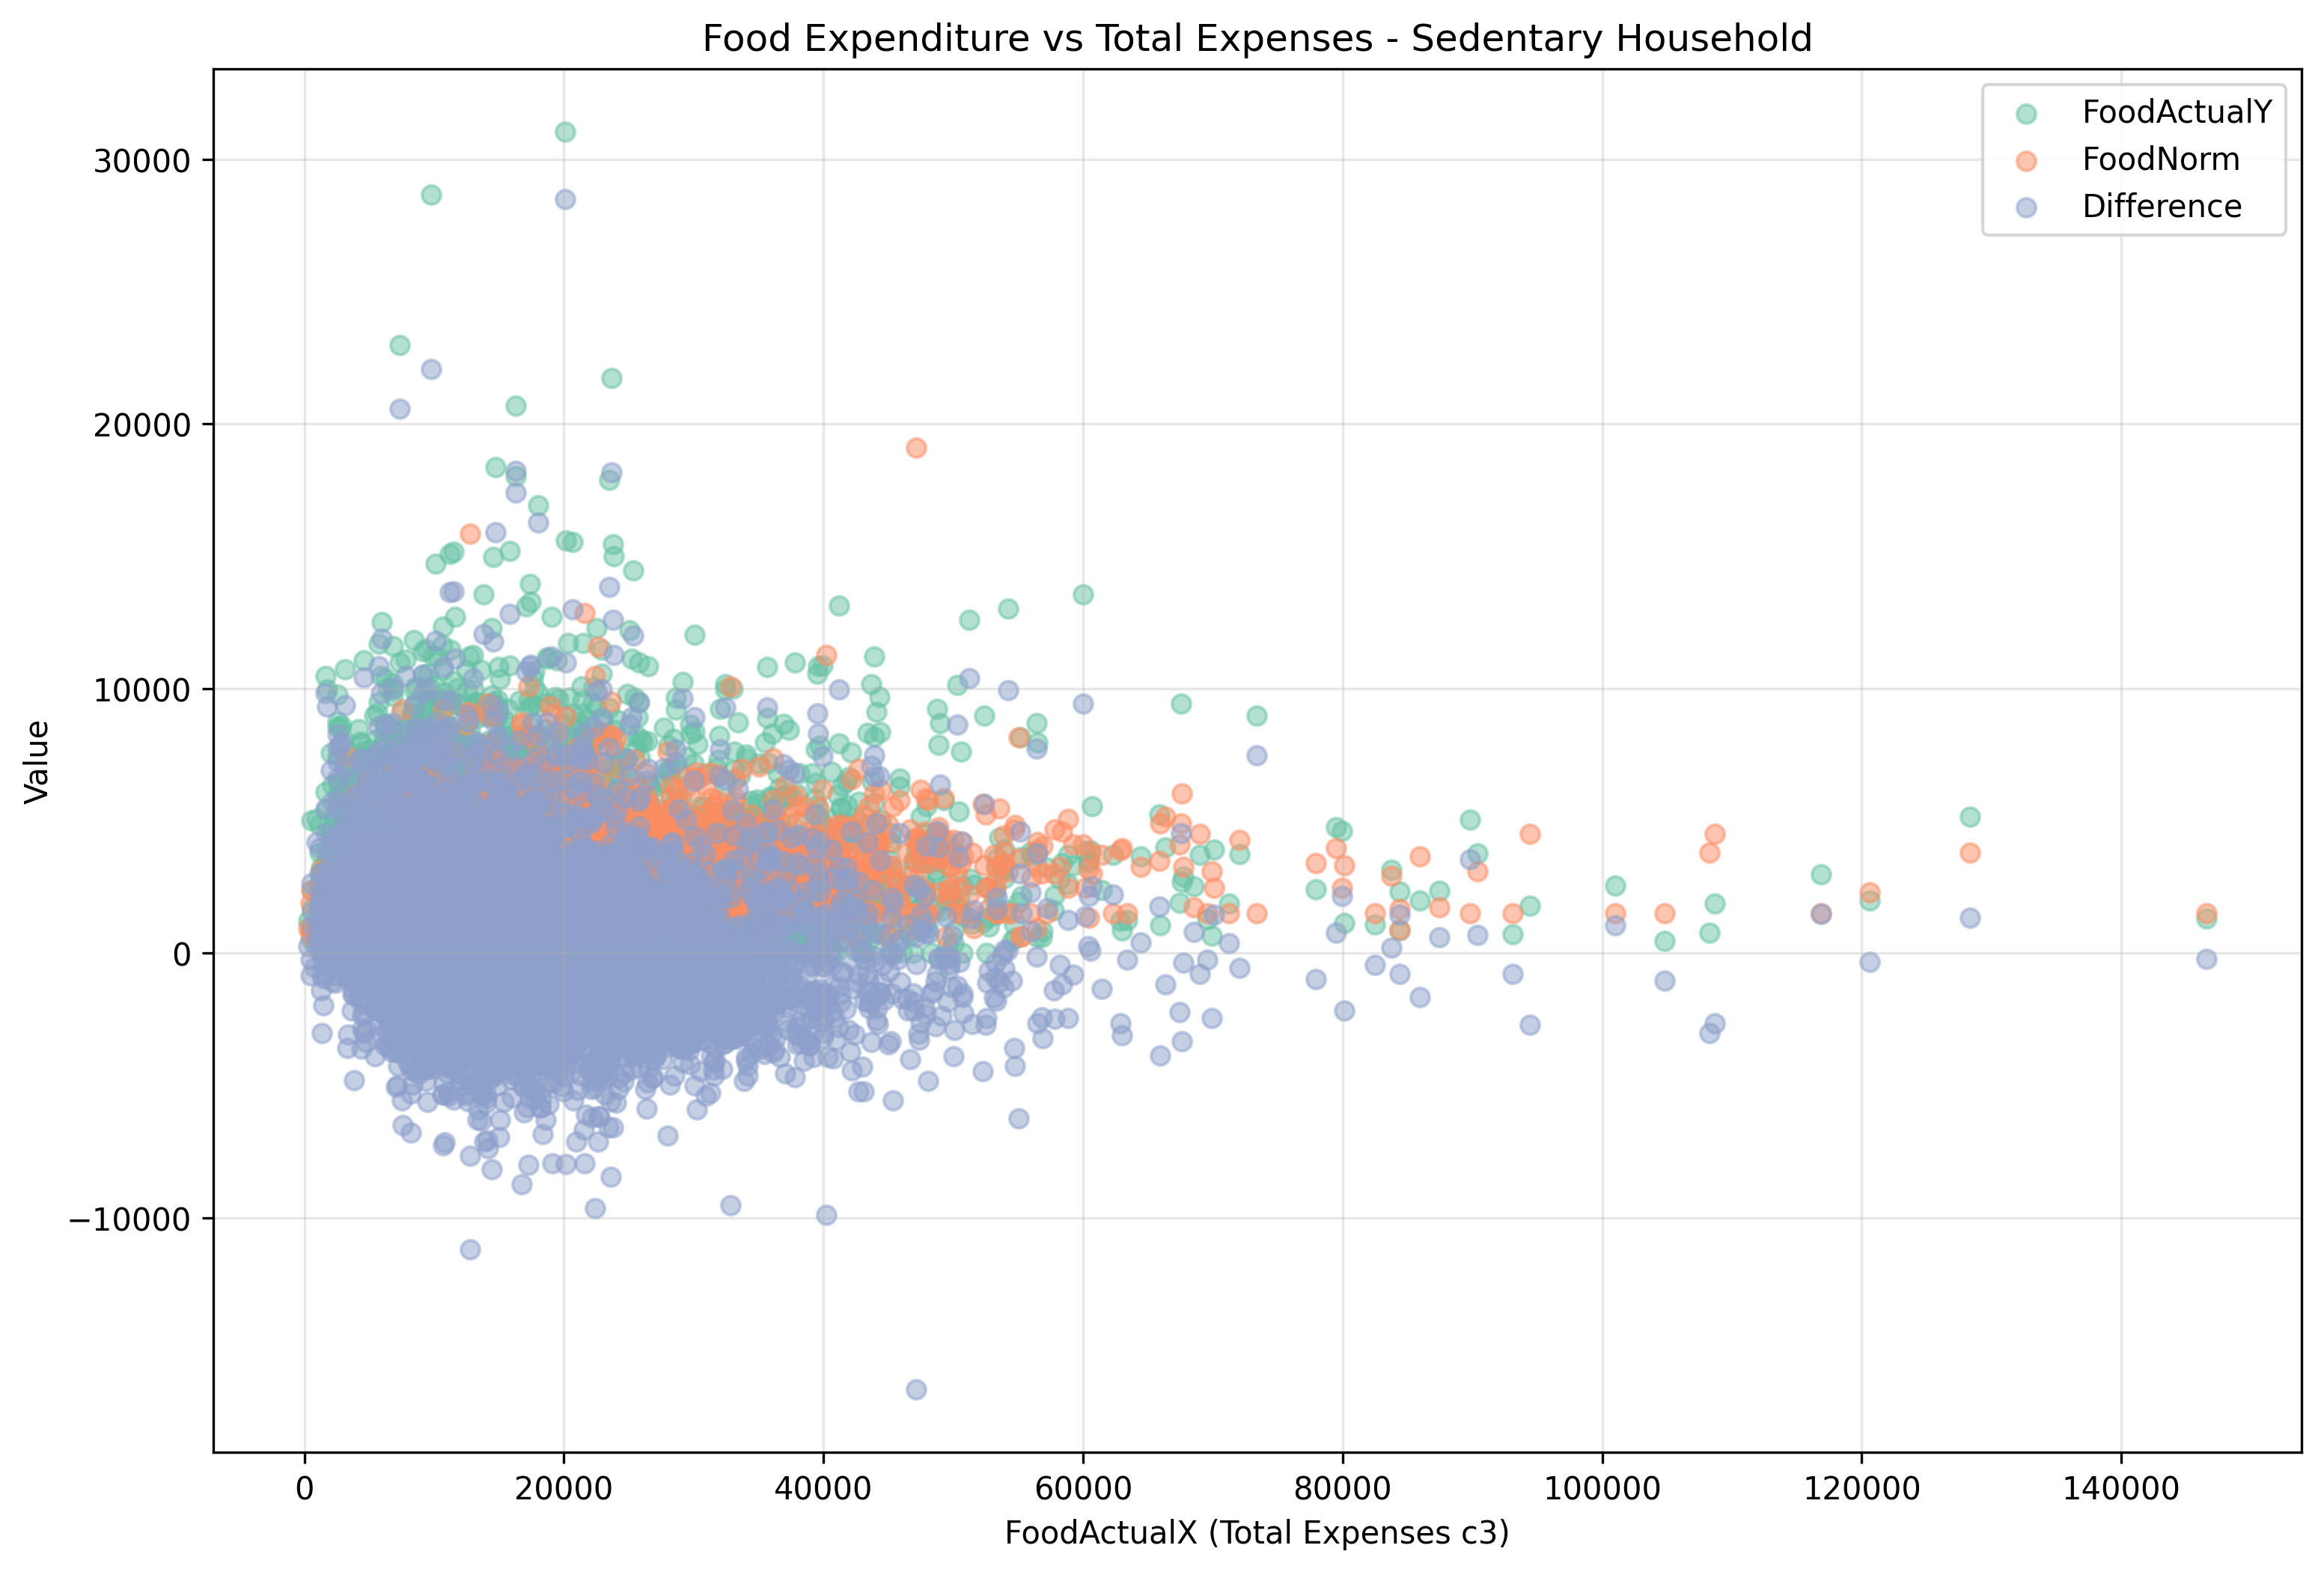 Food Expenditure vs Total Expenses - Sedentary Household
FoodActualY
FoodNorm
Difference
30000
20000
10000
0
−10000
Value
0 20000 40000 60000 80000 100000 120000 140000
FoodActualX (Total Expenses c3)